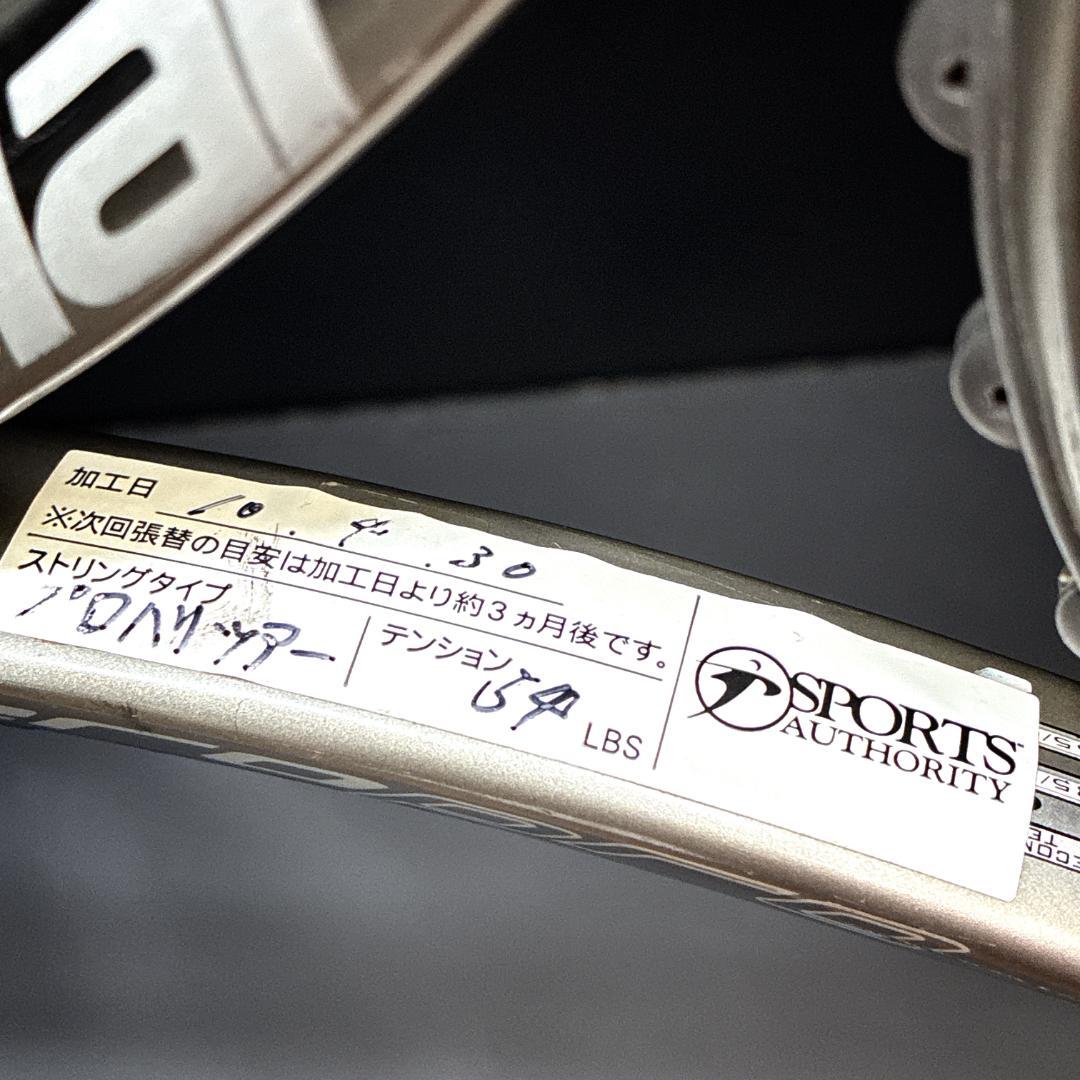 加工日 10.4.30
※次回張替の目安は加工日より約3ヵ月後です。
ストリングタイプ
プロハリーツアー
テンション
54 LBS
SPORTS
AUTHORITY